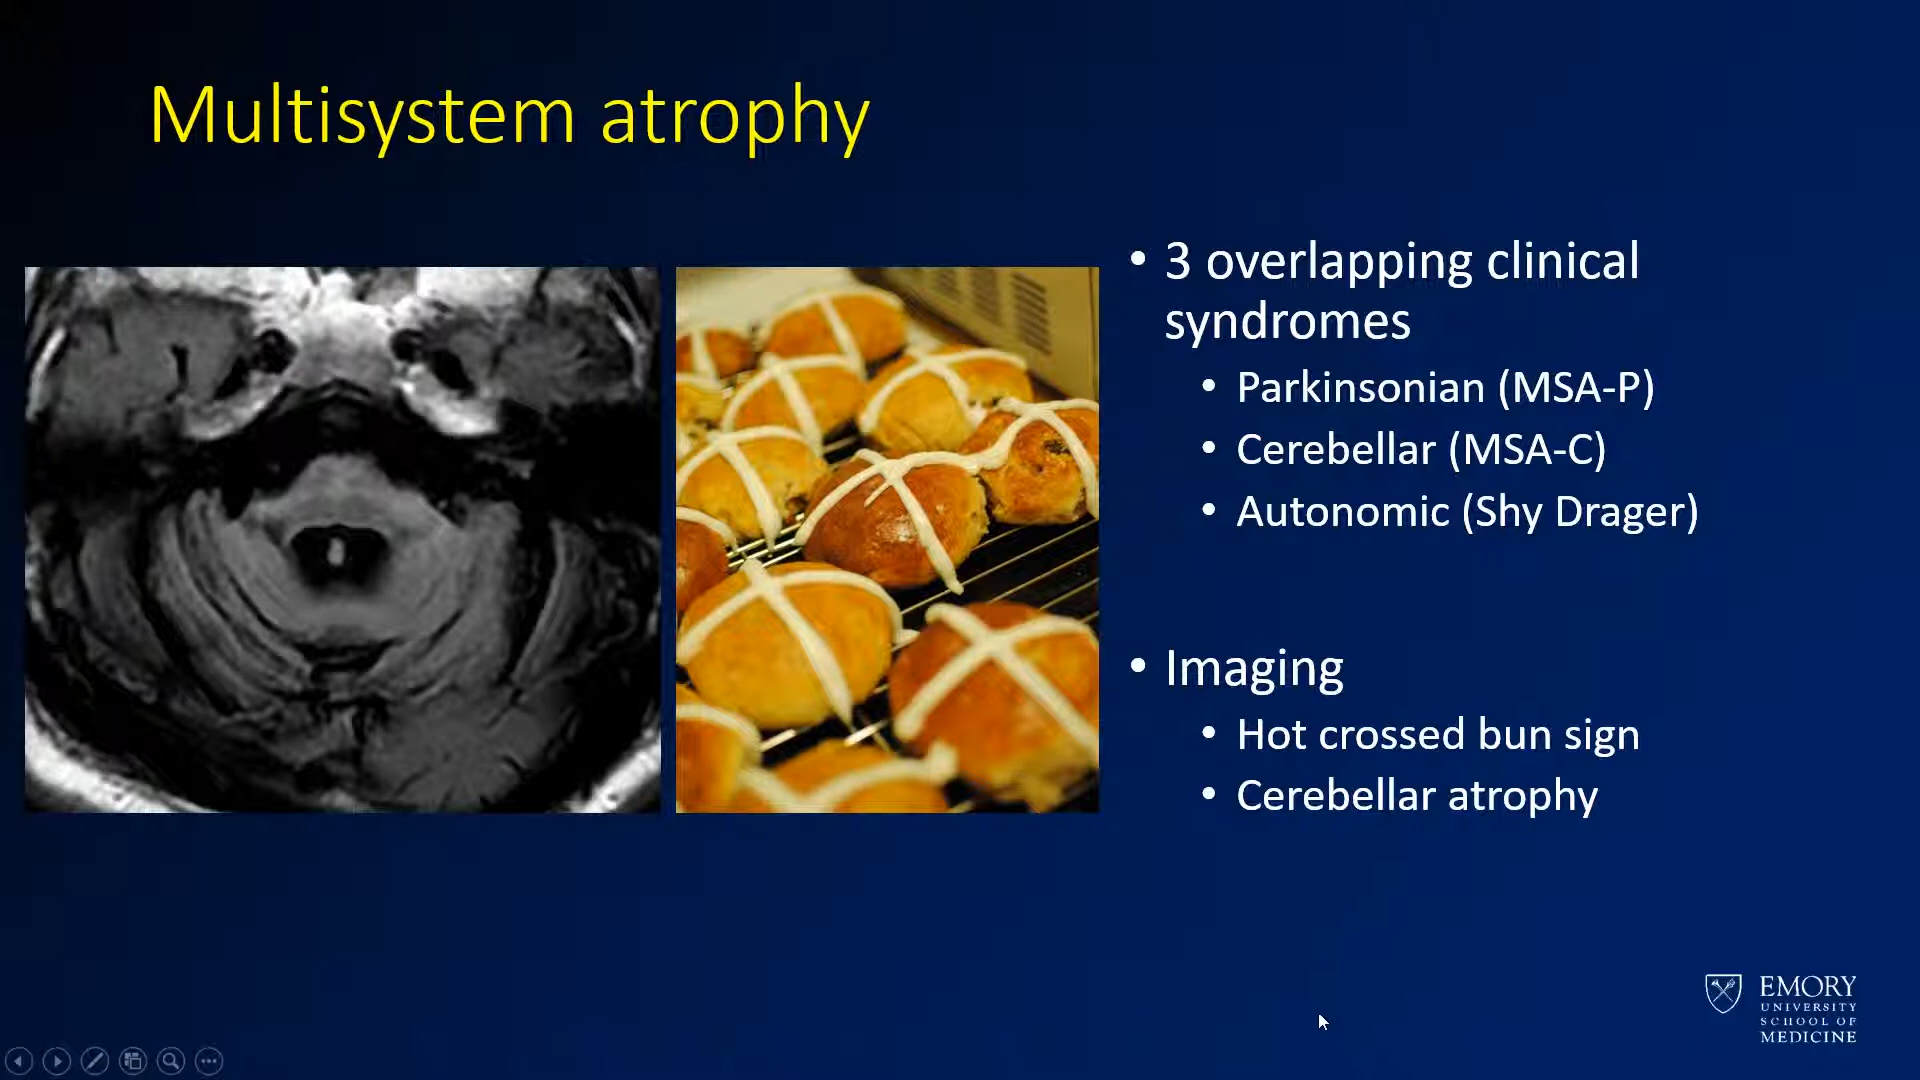 Multisystem atrophy
• 3 overlapping clinical
syndromes
• Parkinsonian (MSA-P)
• Cerebellar (MSA-C)
• Autonomic (Shy Drager)
• Imaging
• Hot crossed bun sign
• Cerebellar atrophy
EMORY
UNIVERSITY
SCHOOL OF
MEDICINE